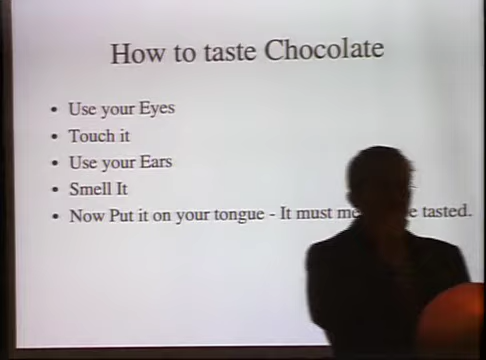 How to taste Chocolate
• Use your Eyes
• Touch it
• Use your Ears
• Smell It
• Now Put it on your tongue - It must tasted.